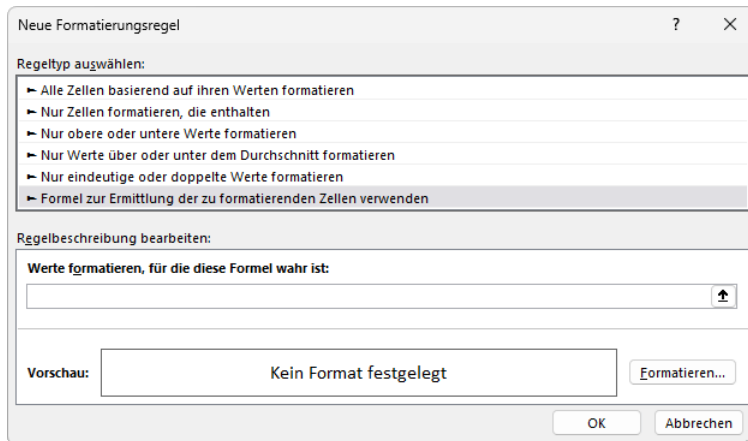 Neue Formatierungsregel ?
Regeltyp auswählen:
► Alle Zellen basierend auf ihren Werten formatieren
► Nur Zellen formatieren, die enthalten
► Nur obere oder untere Werte formatieren
► Nur Werte über oder unter dem Durchschnitt formatieren
► Nur eindeutige oder doppelte Werte formatieren
► Formel zur Ermittlung der zu formatierenden Zellen verwenden
Regelbeschreibung bearbeiten:
Werte formatieren, für die diese Formel wahr ist:
Vorschau: Kein Format festgelegt Formatieren...
OK Abbrechen